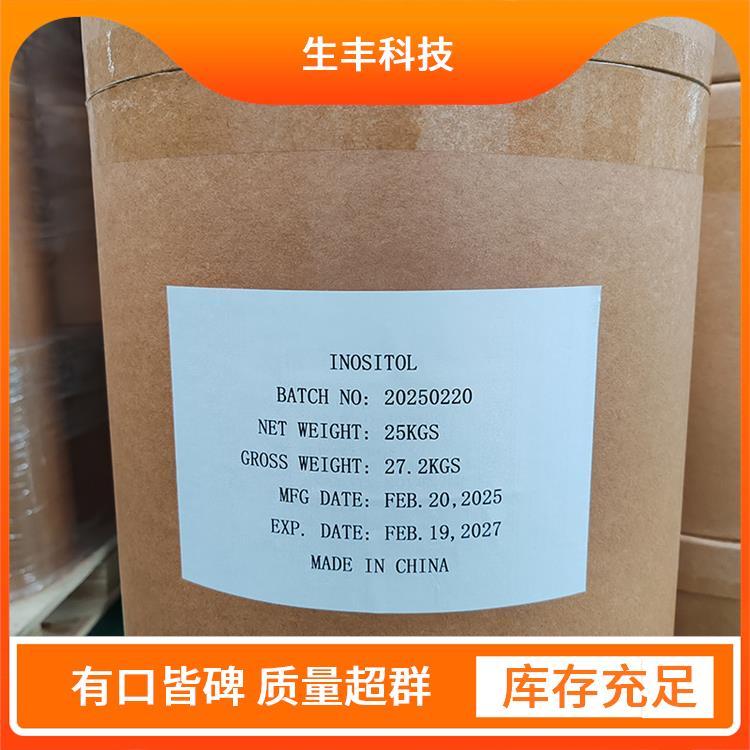 生丰科技
INOSITOL
BATCH NO: 20250220
NET WEIGHT: 25KGS
GROSS WEIGHT: 27.2KGS
MFG DATE: FEB.20,2025
EXP. DATE: FEB.19,2027
MADE IN CHINA
有口皆碑 质量超群 库存充足